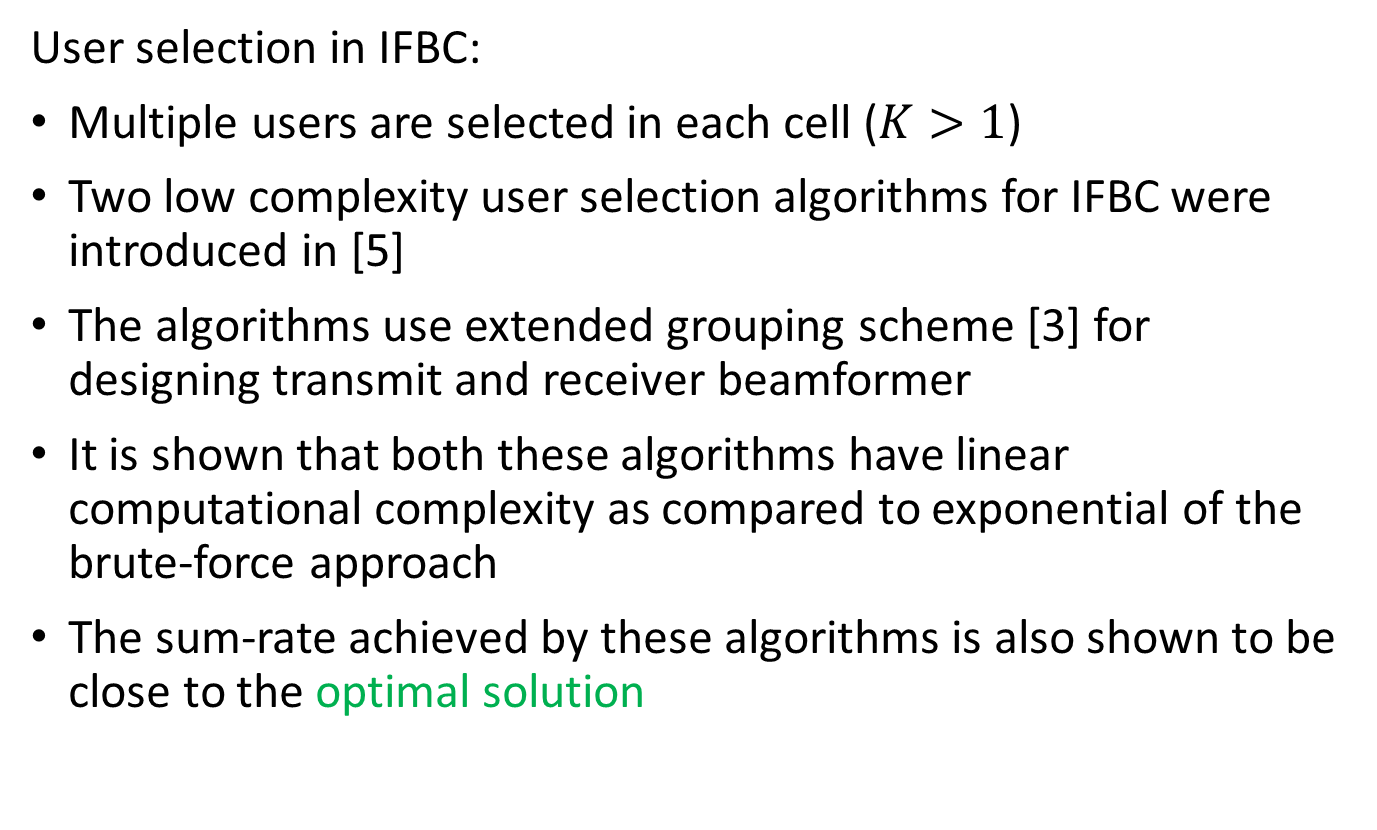 User selection in IFBC:
• Multiple users are selected in each cell (K > 1)
• Two low complexity user selection algorithms for IFBC were
introduced in [5]
• The algorithms use extended grouping scheme [3] for
designing transmit and receiver beamformer
• It is shown that both these algorithms have linear
computational complexity as compared to exponential of the
brute-force approach
• The sum-rate achieved by these algorithms is also shown to be
close to the optimal solution